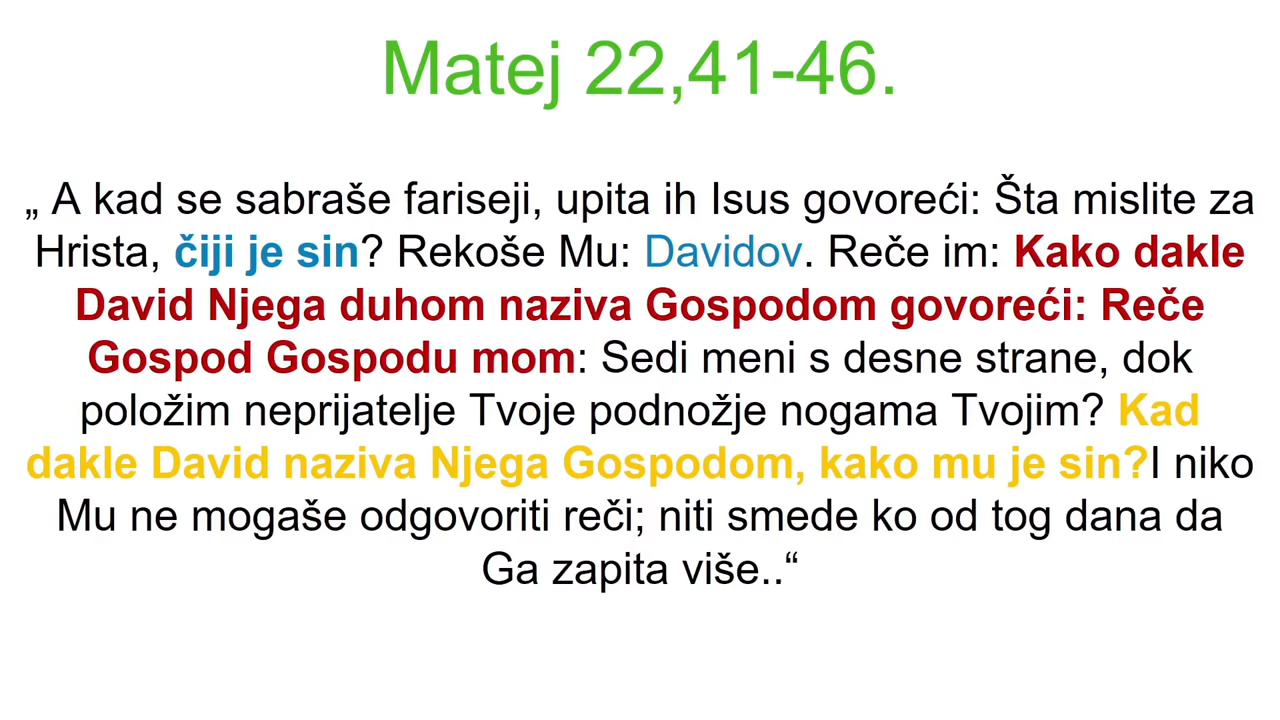 Matej 22,41-46.
„ A kad se sabraše fariseji, upita ih Isus govoreći: Šta mislite za
Hrista, čiji je sin? Rekoše Mu: Davidov. Reče im: Kako dakle
David Njega duhom naziva Gospodom govoreći: Reče
Gospod Gospodu mom: Sedi meni s desne strane, dok
položim neprijatelje Tvoje podnožje nogama Tvojim? Kad
dakle David naziva Njega Gospodom, kako mu je sin?I niko
Mu ne mogaše odgovoriti reči; niti smede ko od tog dana da
Ga zapita više..“